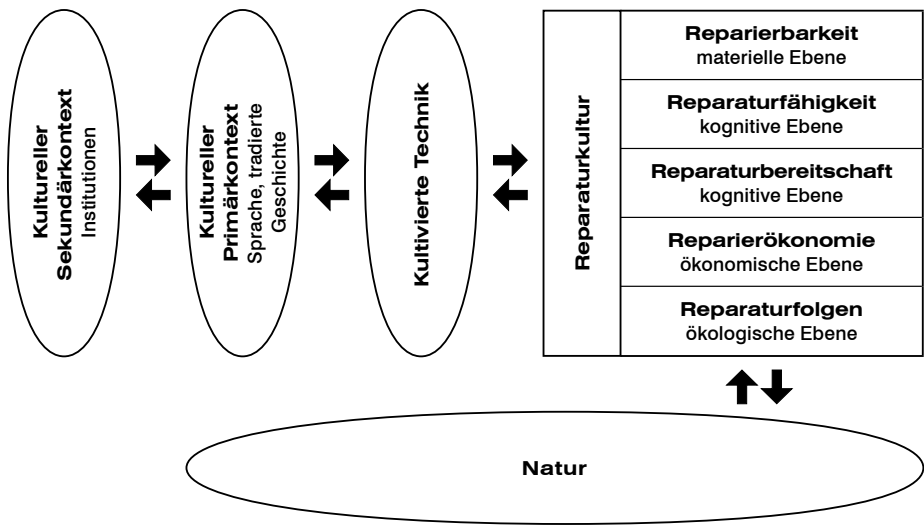 Kultureller
Sekundärkontext
Institutionen
Kultureller
Primärkontext
Sprache, tradierte
Geschichte
Kultivierte Technik
Reparaturkultur
Reparierbarkeit
materielle Ebene
Reparaturfähigkeit
kognitive Ebene
Reparaturbereitschaft
kognitive Ebene
Reparierökonomie
ökonomische Ebene
Reparaturfolgen
ökologische Ebene
Natur